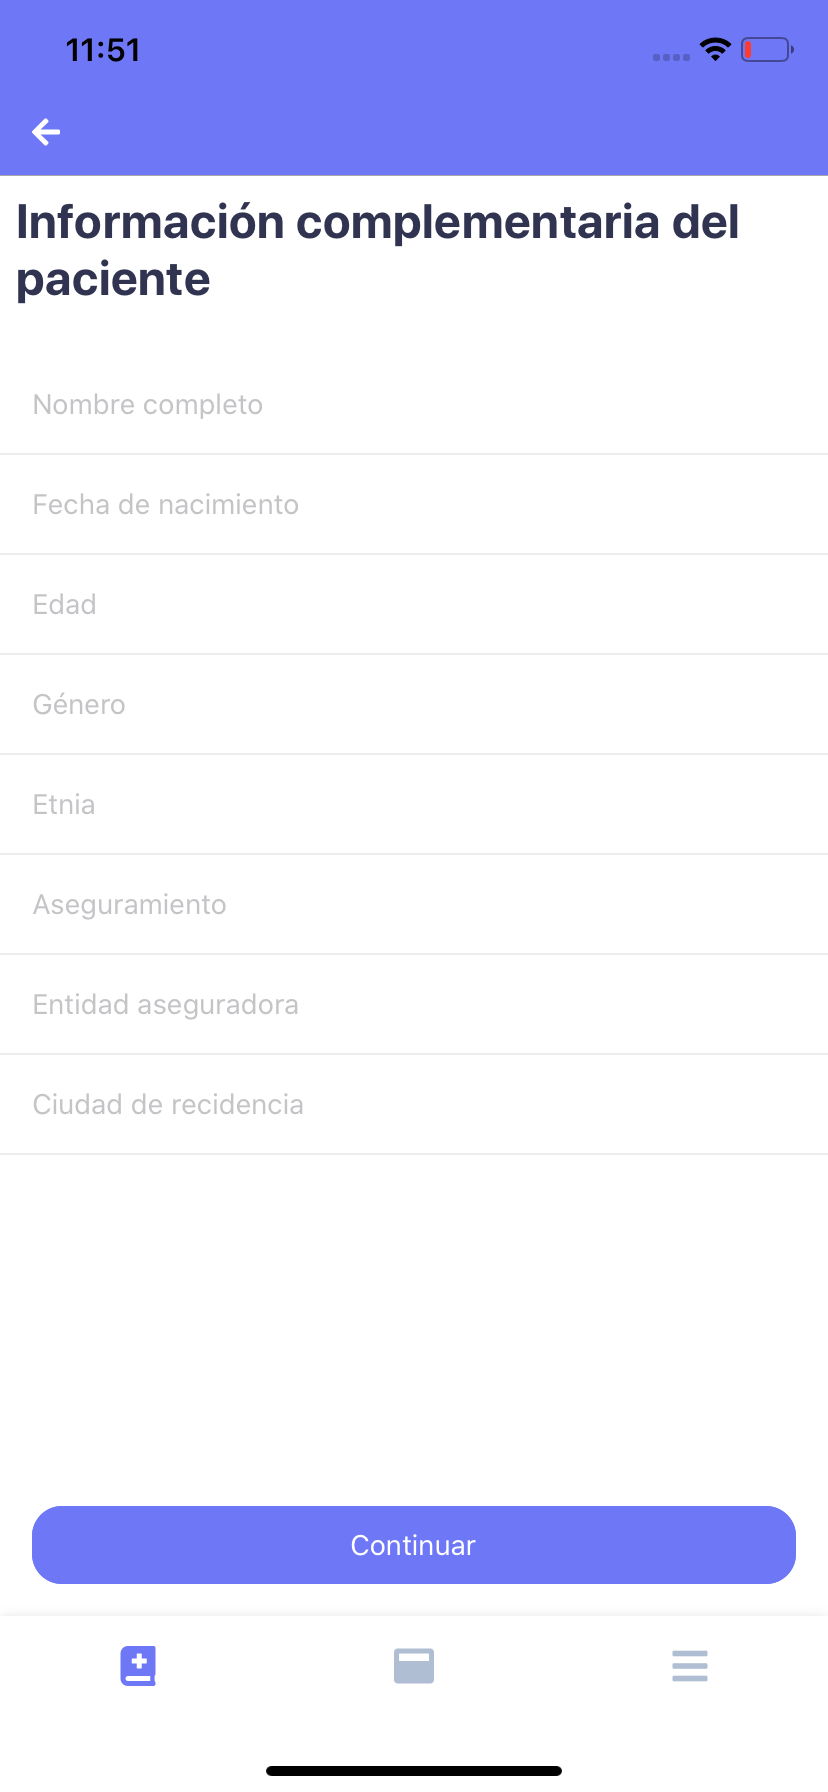 11:51
Información complementaria del
paciente
Nombre completo
Fecha de nacimiento
Edad
Género
Etnia
Aseguramiento
Entidad aseguradora
Ciudad de recidencia
Continuar